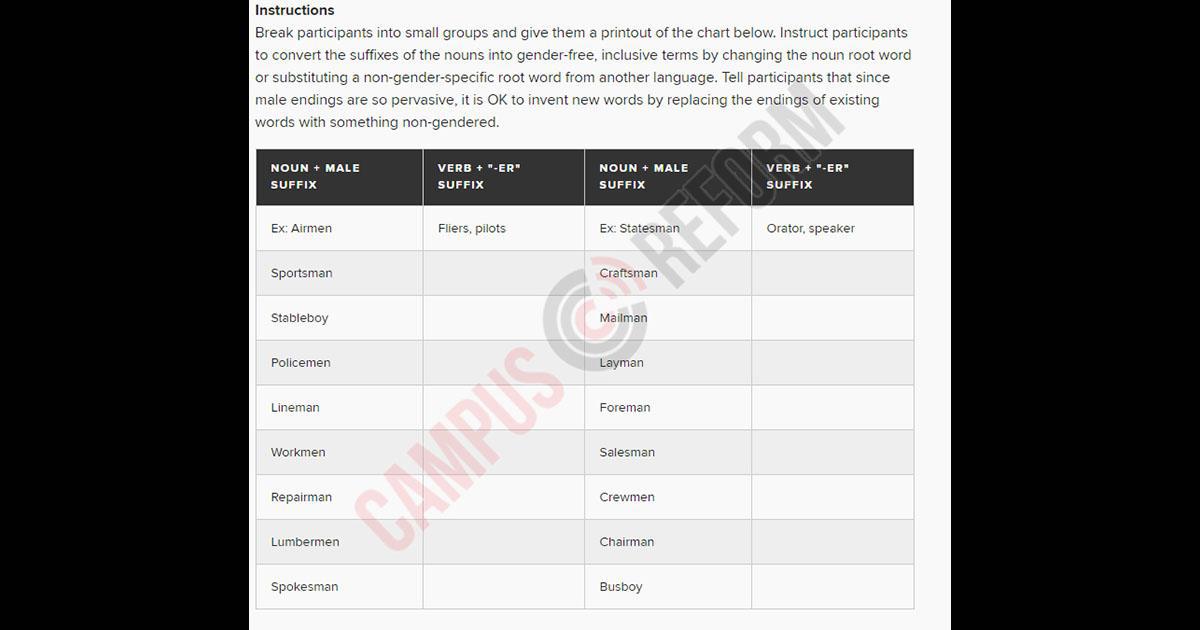 Instructions
Break participants into small groups and give them a printout of the chart below. Instruct participants
to convert the suffixes of the nouns into gender-free, inclusive terms by changing the noun root word
or substituting a non-gender-specific root word from another language. Tell participants that since
male endings are so pervasive, it is OK to invent new words by replacing the endings of existing
words with something non-gendered.
NOUN + MALE SUFFIX VERB + "-ER" SUFFIX NOUN + MALE SUFFIX VERB + "-ER" SUFFIX
Ex: Airmen Fliers, pilots Ex: Statesman Orator, speaker
Sportsman Craftsman
Stableboy Mailman
Policemen Layman
Lineman Foreman
Workmen Salesman
Repairman Crewmen
Lumbermen Chairman
Spokesman Busboy
CAMPUS REFORM